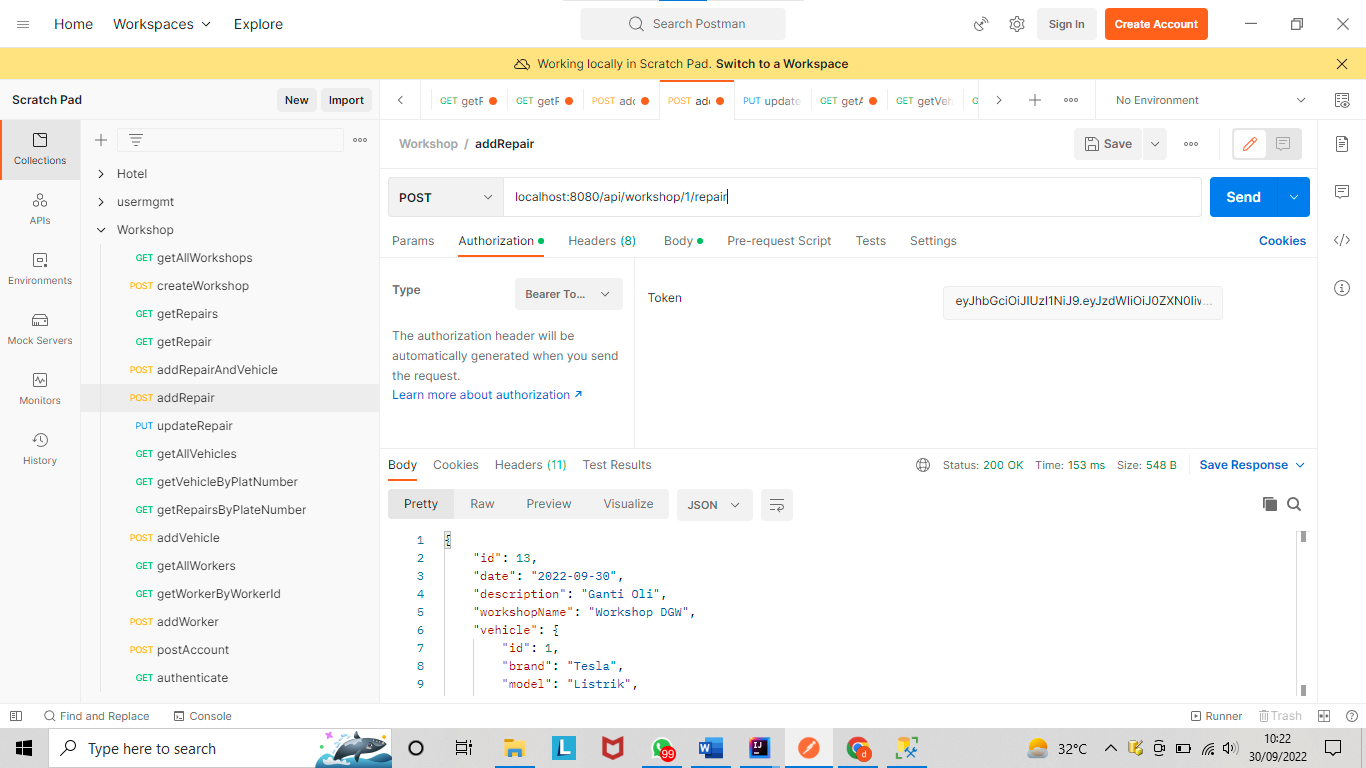 Home Workspaces Explore Search Postman Sign In Create Account
Working locally in Scratch Pad. Switch to a Workspace
Scratch Pad New Import
GET getF POST add PUT update GET getA GET getVeh No Environment
Collections
APIs
Environments
Mock Servers
Monitors
History
Hotel
usermgmt
Workshop
GET getAllWorkshops
POST createWorkshop
GET getRepairs
GET getRepair
POST addRepairAndVehicle
POST addRepair
PUT updateRepair
GET getAllVehicles
GET getVehicleByPlatNumber
GET getRepairsByPlateNumber
POST addVehicle
GET getAllWorkers
GET getWorkerByWorkerId
POST addWorker
POST postAccount
GET authenticate
Workshop / addRepair Save
POST localhost:8080/api/workshop/1/repair Send
Params Authorization Headers (8) Body Pre-request Script Tests Settings Cookies
Type Bearer To...
The authorization header will be
automatically generated when you send
the request.
Learn more about authorization ↗
Token
Body Cookies Headers (11) Test Results Status: 200 OK Time: 153 ms Size: 548 B Save Response
Pretty Raw Preview Visualize JSON
1 {
2 "id": 13,
3 "date": "2022-09-30",
4 "description": "Ganti Oli",
5 "workshopName": "Workshop DGW",
6 "vehicle": {
7 "id": 1,
8 "brand": "Tesla",
9 "model": "Listrik",
Find and Replace Console Runner Trash
Type here to search 99 32°C 10:22
30/09/2022